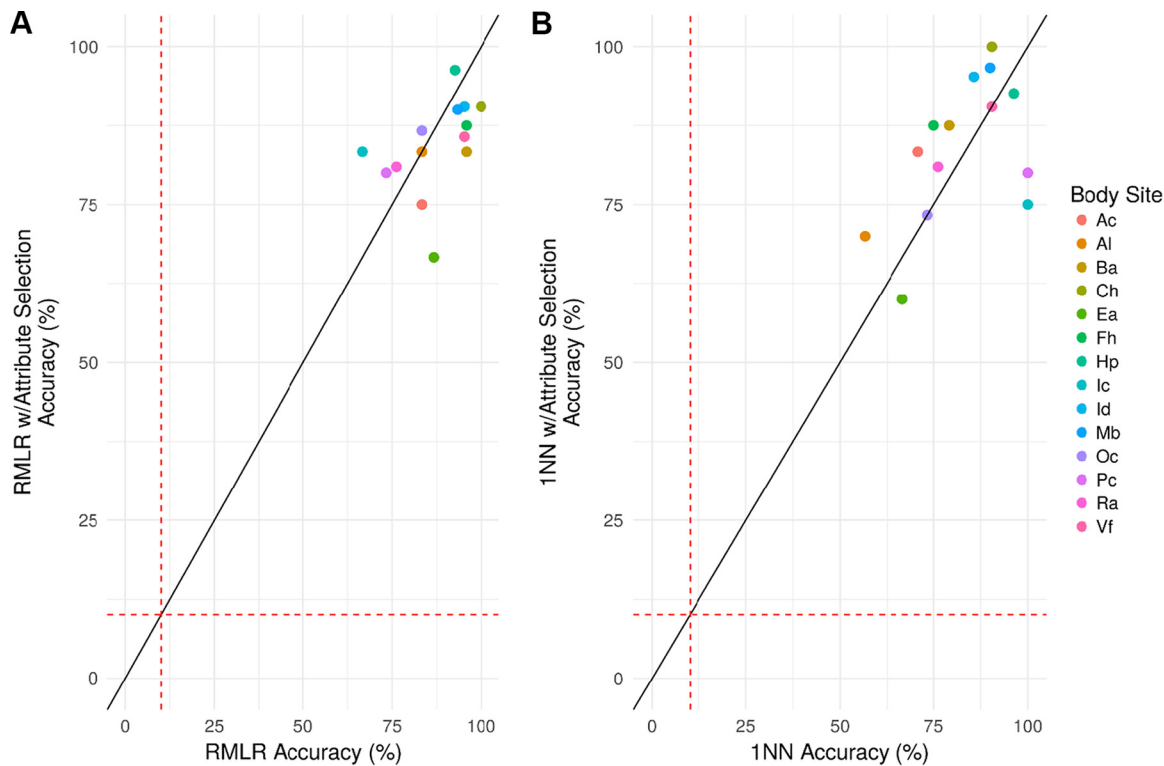 A
100
75
50
25
0
RMLR w/Attribute Selection
Accuracy (%)
0 25 50 75 100
RMLR Accuracy (%)
B
100
75
50
25
0
1NN w/Attribute Selection
Accuracy (%)
0 25 50 75 100
1NN Accuracy (%)
Body Site
Ac
Al
Ba
Ch
Ea
Fh
Hp
Ic
Id
Mb
Oc
Pc
Ra
Vf